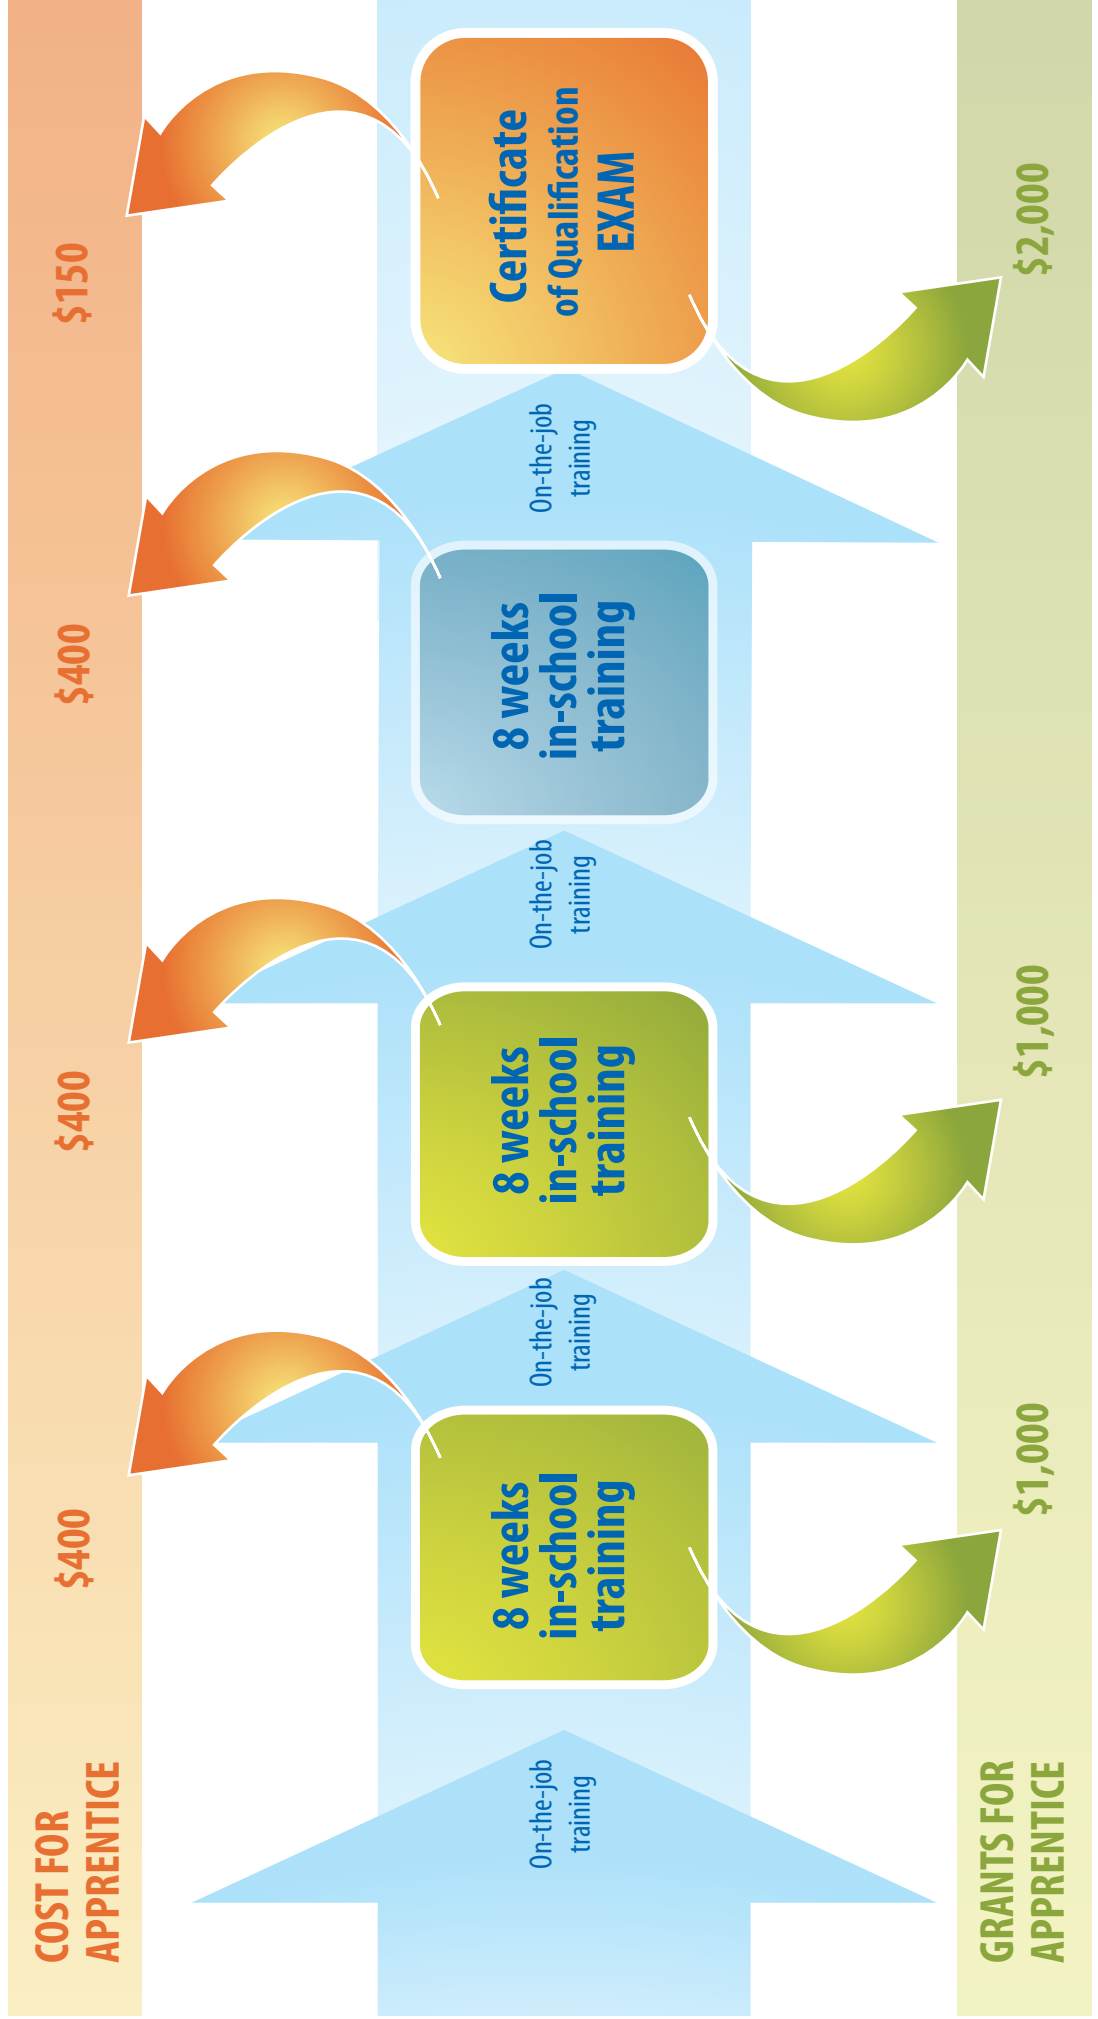 COST FOR
APPRENTICE
$400
$400
$400
$150
On-the-job
training
8 weeks
in-school
training
On-the-job
training
8 weeks
in-school
training
On-the-job
training
8 weeks
in-school
training
On-the-job
training
Certificate
of Qualification
EXAM
GRANTS FOR
APPRENTICE
$1,000
$1,000
$2,000